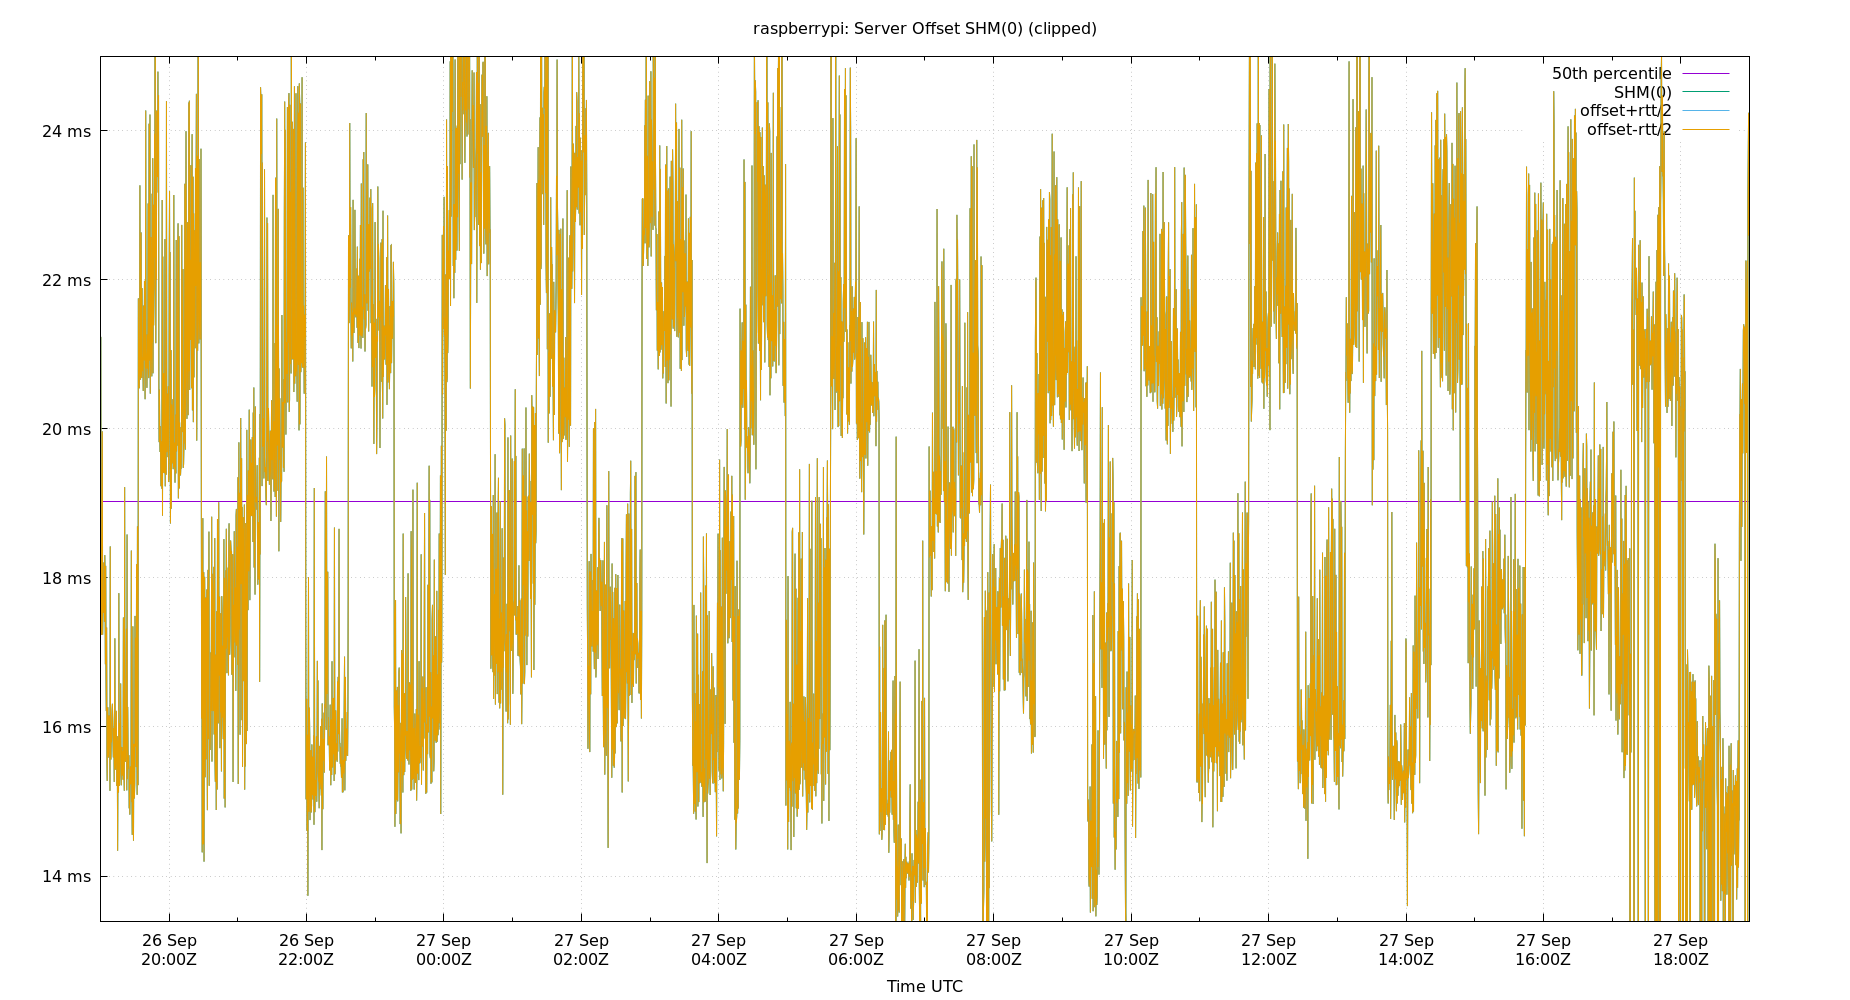 raspberrypi: Server Offset SHM(0) (clipped)
50th percentile
SHM(0)
offset+rtt/2
offset-rtt/2
24 ms
22 ms
20 ms
18 ms
16 ms
14 ms
26 Sep 26 Sep 27 Sep 27 Sep 27 Sep 27 Sep 27 Sep 27 Sep 27 Sep 27 Sep 27 Sep 27 Sep
20:00Z 22:00Z 00:00Z 02:00Z 04:00Z 06:00Z 08:00Z 10:00Z 12:00Z 14:00Z 16:00Z 18:00Z
Time UTC